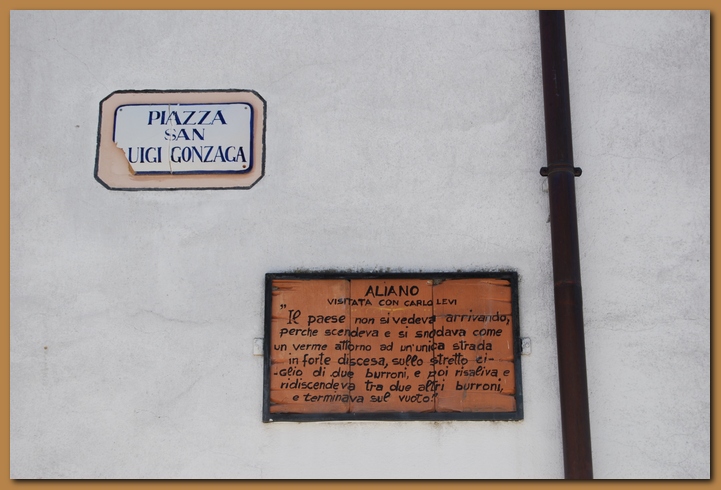 PIAZZA
SAN
UIGI GONZAGA
ALIANO
VISITATA CON CARLO LEVI
„Il paese non si vedeva arrivando,
perche scendeva e si snodava come
un verme attorno ad un'unica strada
in forte discesa, sullo stretto ci-
-glio di due burroni, e poi risaliva e
ridiscendeva tra due altri burroni,
e terminava sul vuoto."